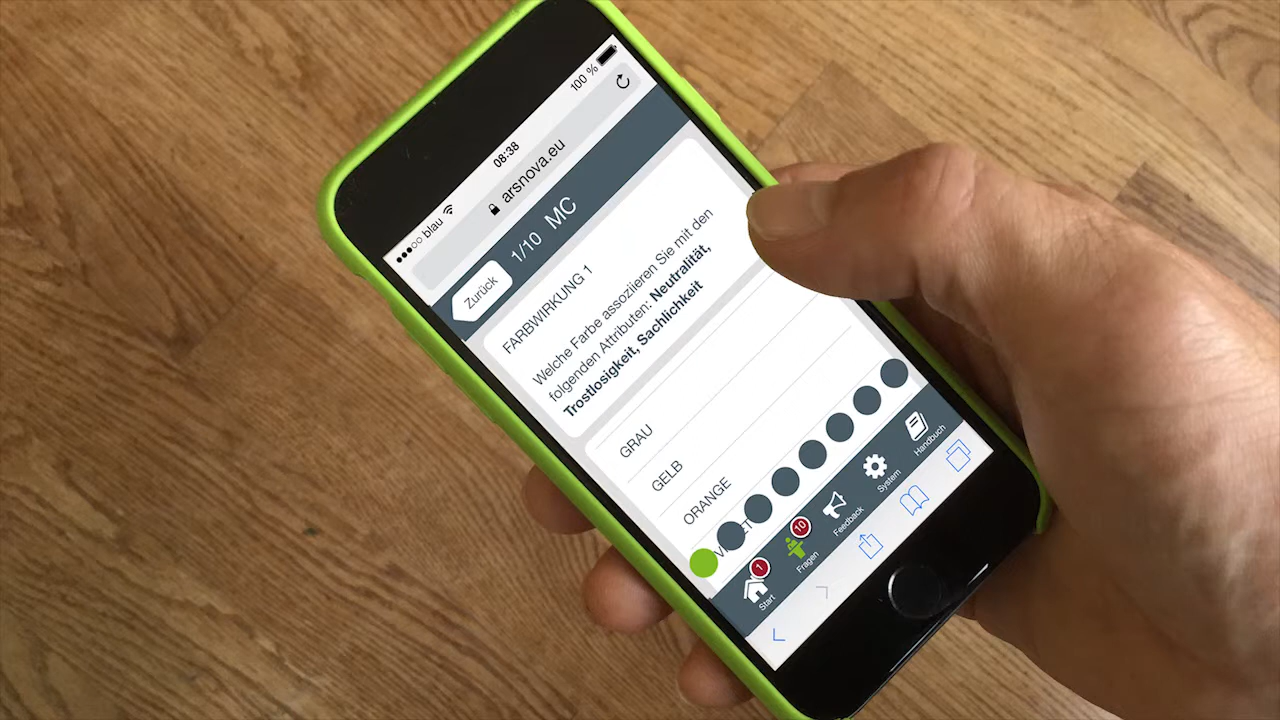 blau 08:38 100 %
arsnova.eu
Zurück 1/10 MC
FARBWIRKUNG 1
Welche Farbe assoziieren Sie mit den
folgenden Attributen: Neutralität,
Trostlosigkeit, Sachlichkeit
GRAU
GELB
ORANGE
1 10
Start Fragen Feedback System Handbuch